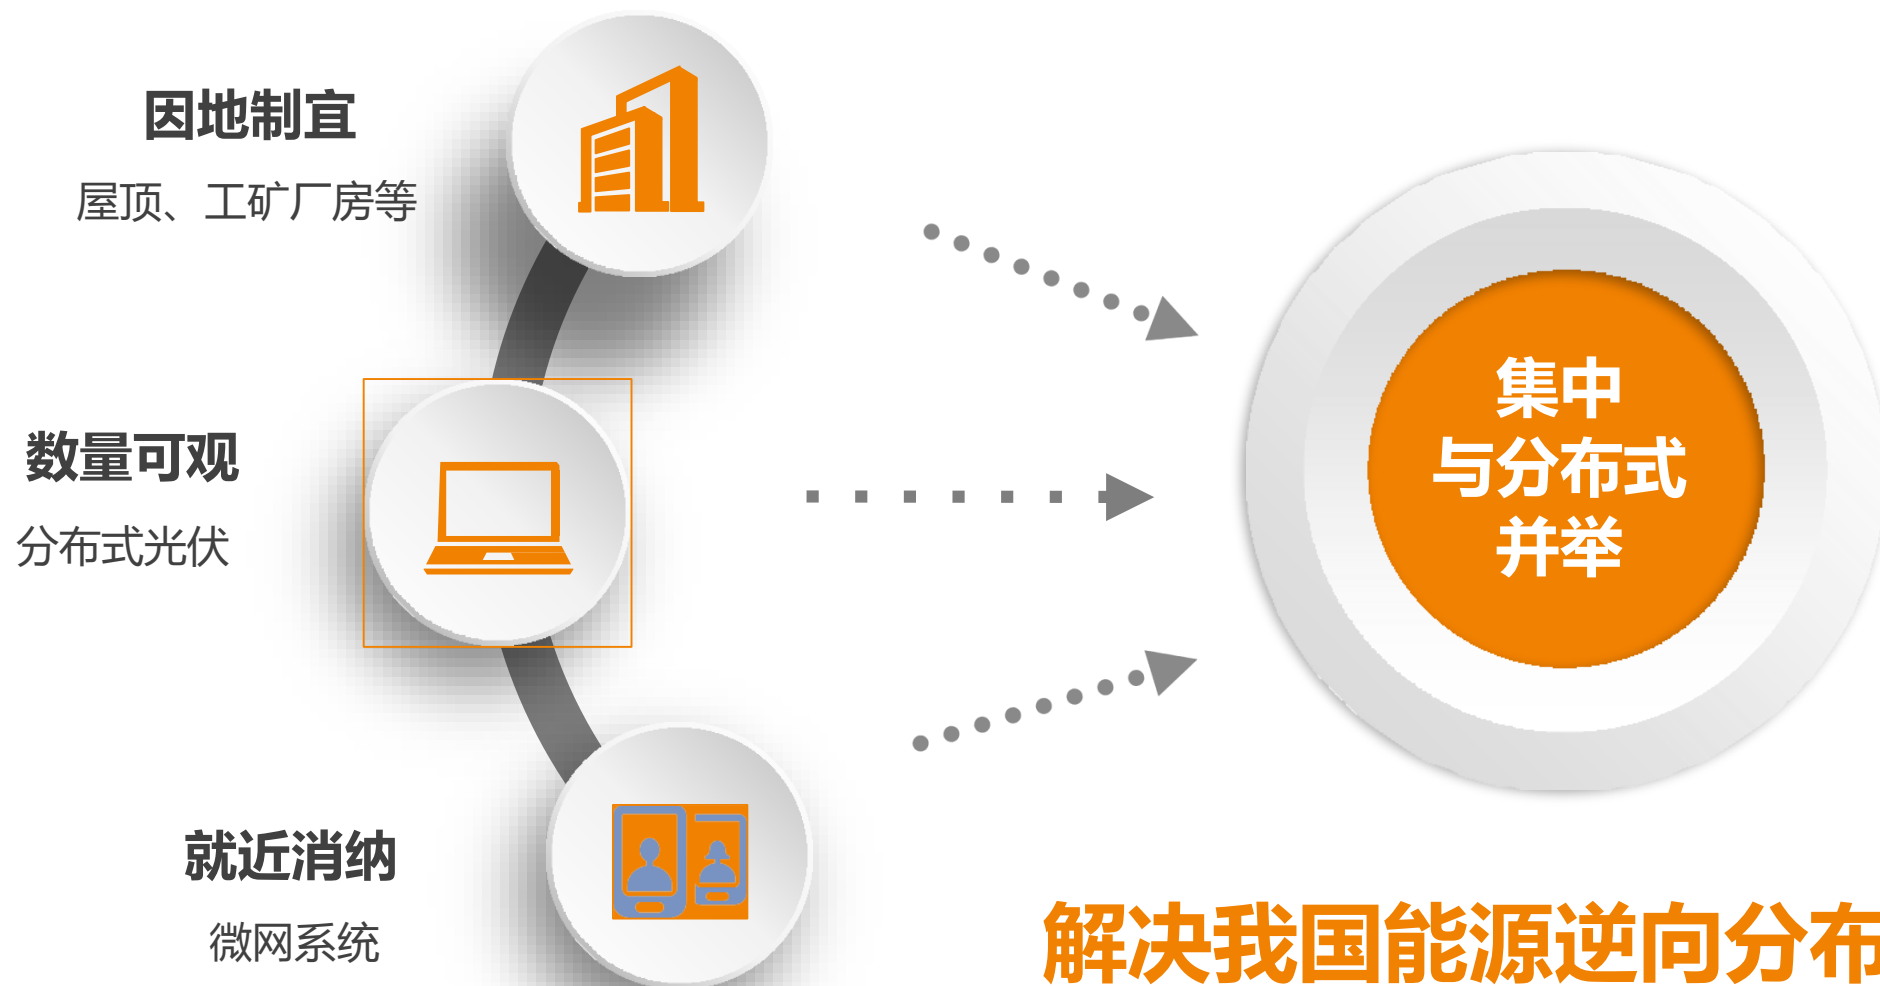 因地制宜
屋顶、工矿厂房等
数量可观
分布式光伏
就近消纳
微网系统
集中
与分布式
并举
解决我国能源逆向分布